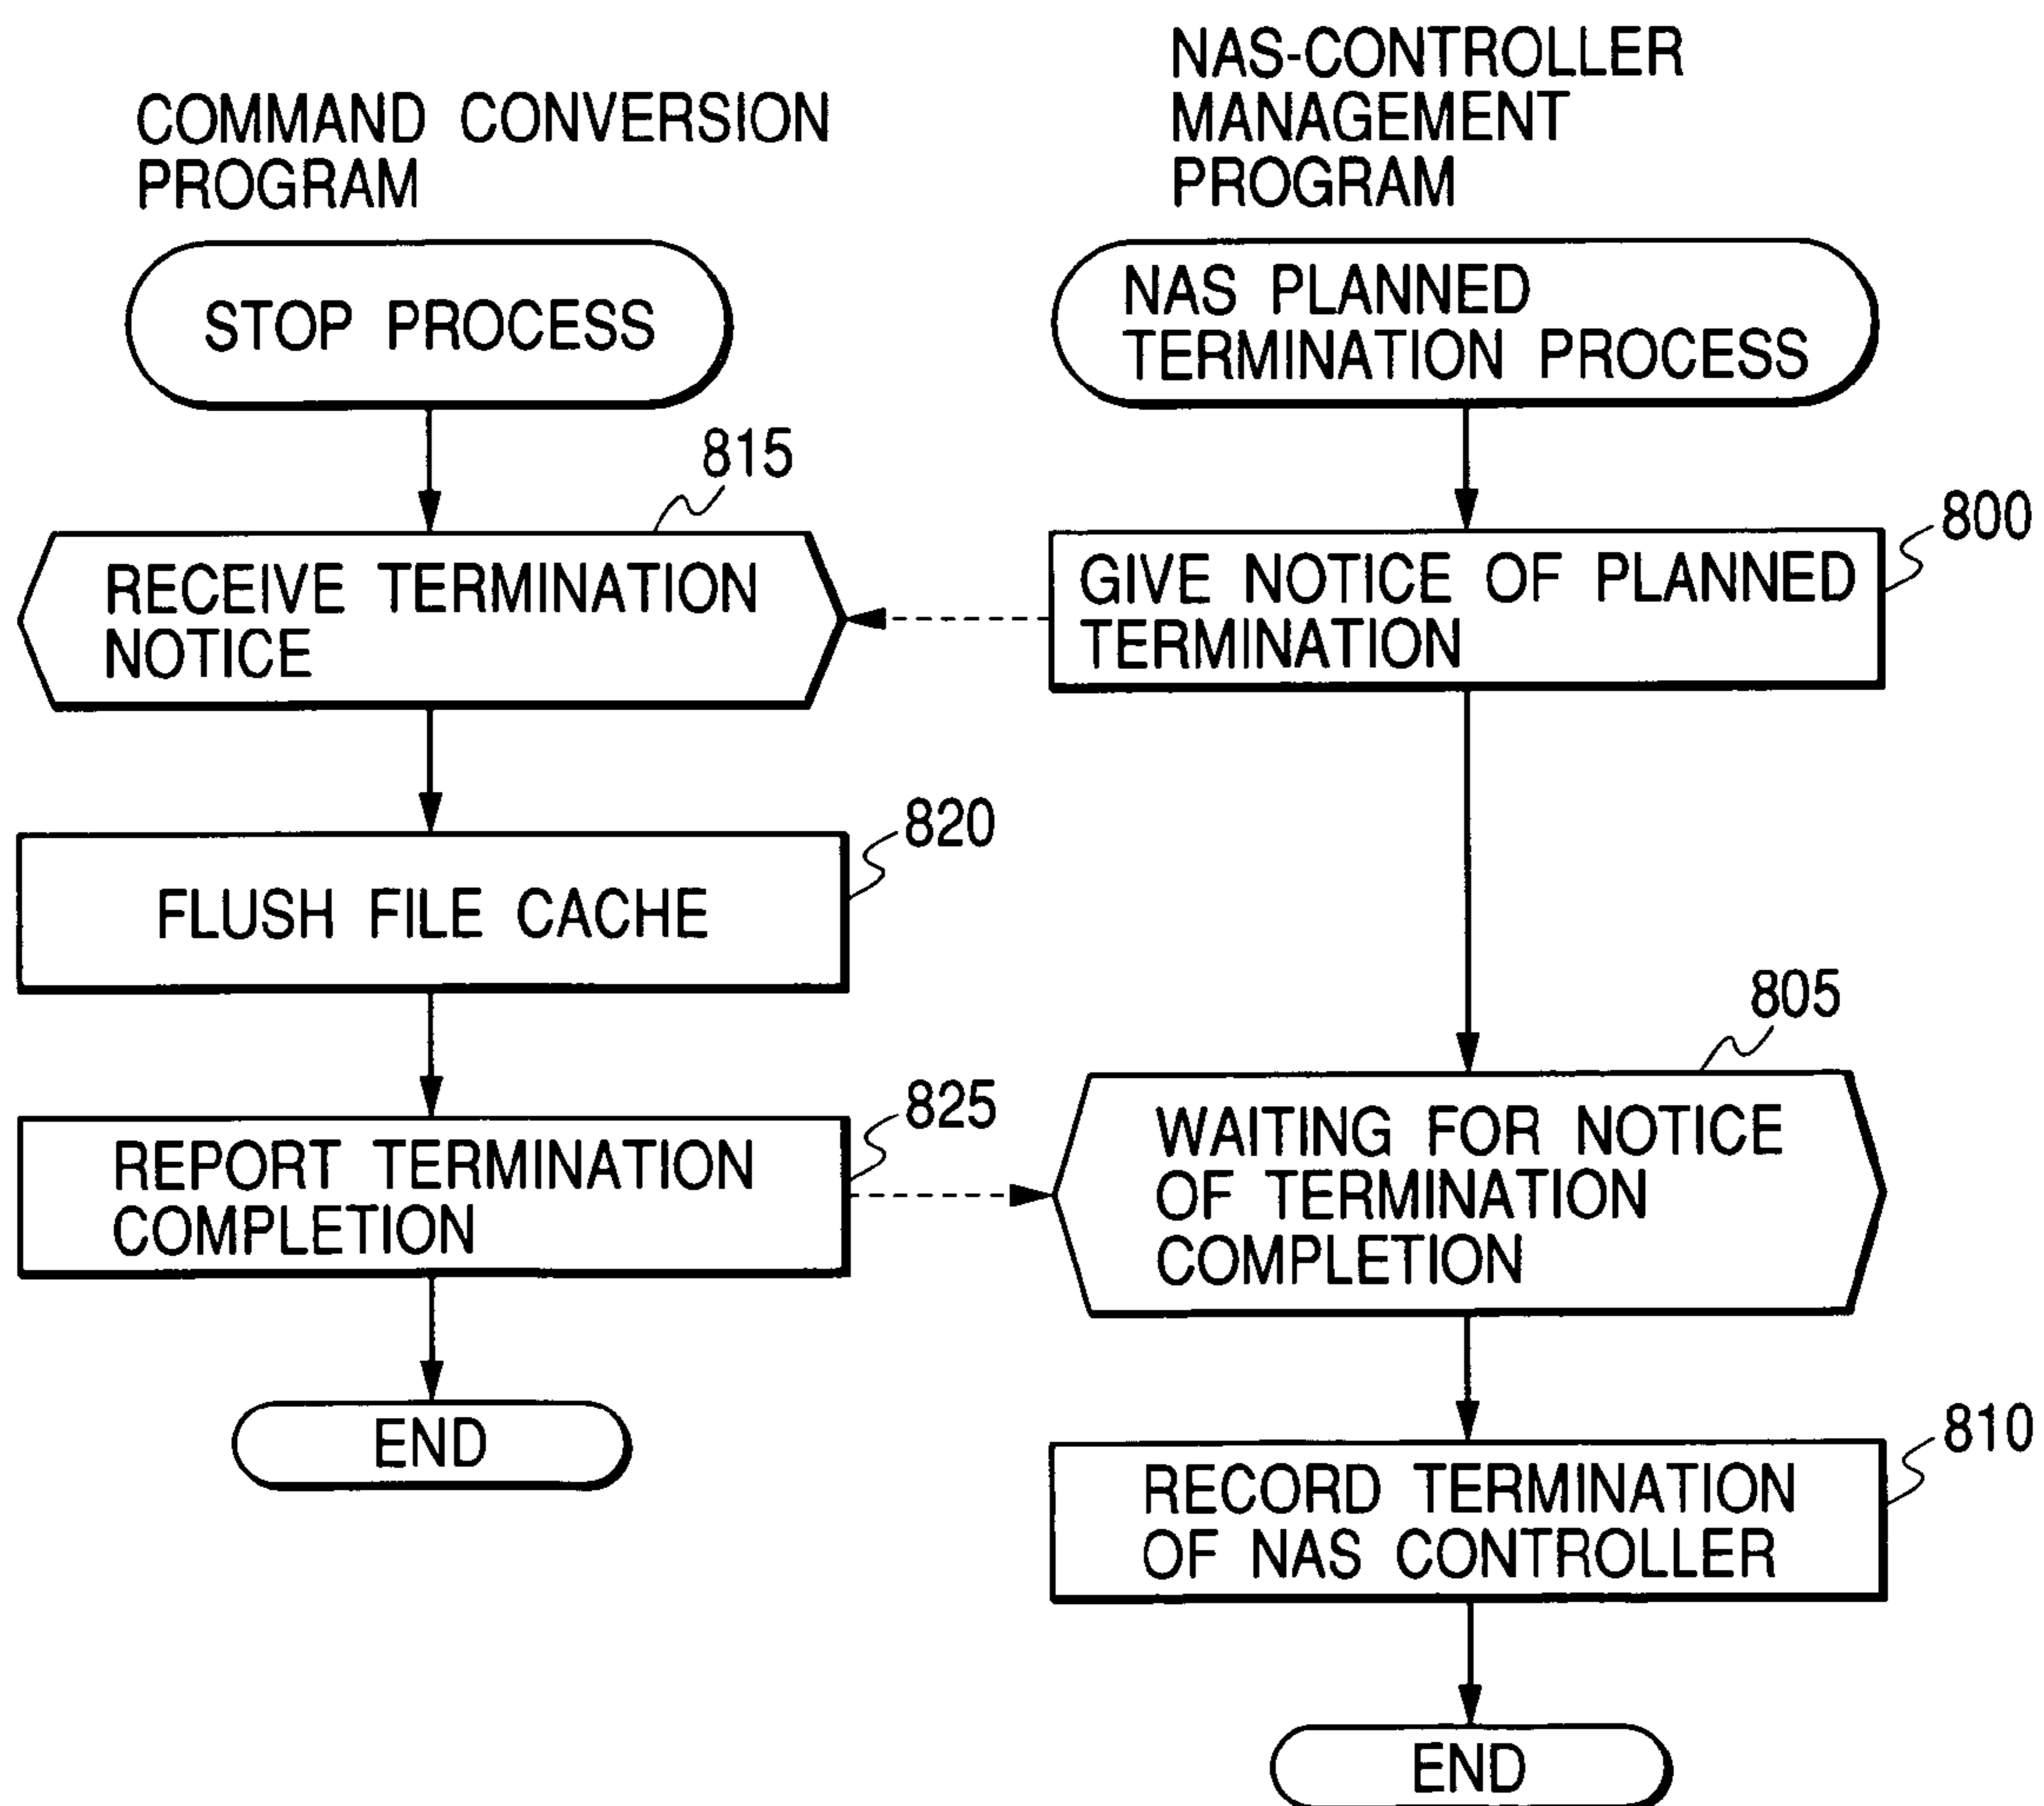 COMMAND CONVERSION
PROGRAM
STOP PROCESS
815
RECEIVE TERMINATION
NOTICE
820
FLUSH FILE CACHE
825
REPORT TERMINATION
COMPLETION
END
NAS-CONTROLLER
MANAGEMENT
PROGRAM
NAS PLANNED
TERMINATION PROCESS
800
GIVE NOTICE OF PLANNED
TERMINATION
805
WAITING FOR NOTICE
OF TERMINATION
COMPLETION
810
RECORD TERMINATION
OF NAS CONTROLLER
END